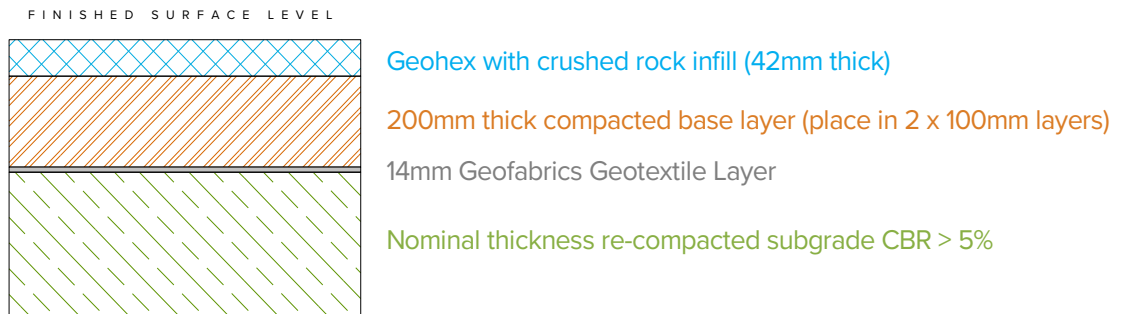 FINISHED SURFACE LEVEL
Geohex with crushed rock infill (42mm thick)
200mm thick compacted base layer (place in 2 x 100mm layers)
14mm Geofabrics Geotextile Layer
Nominal thickness re-compacted subgrade CBR > 5%